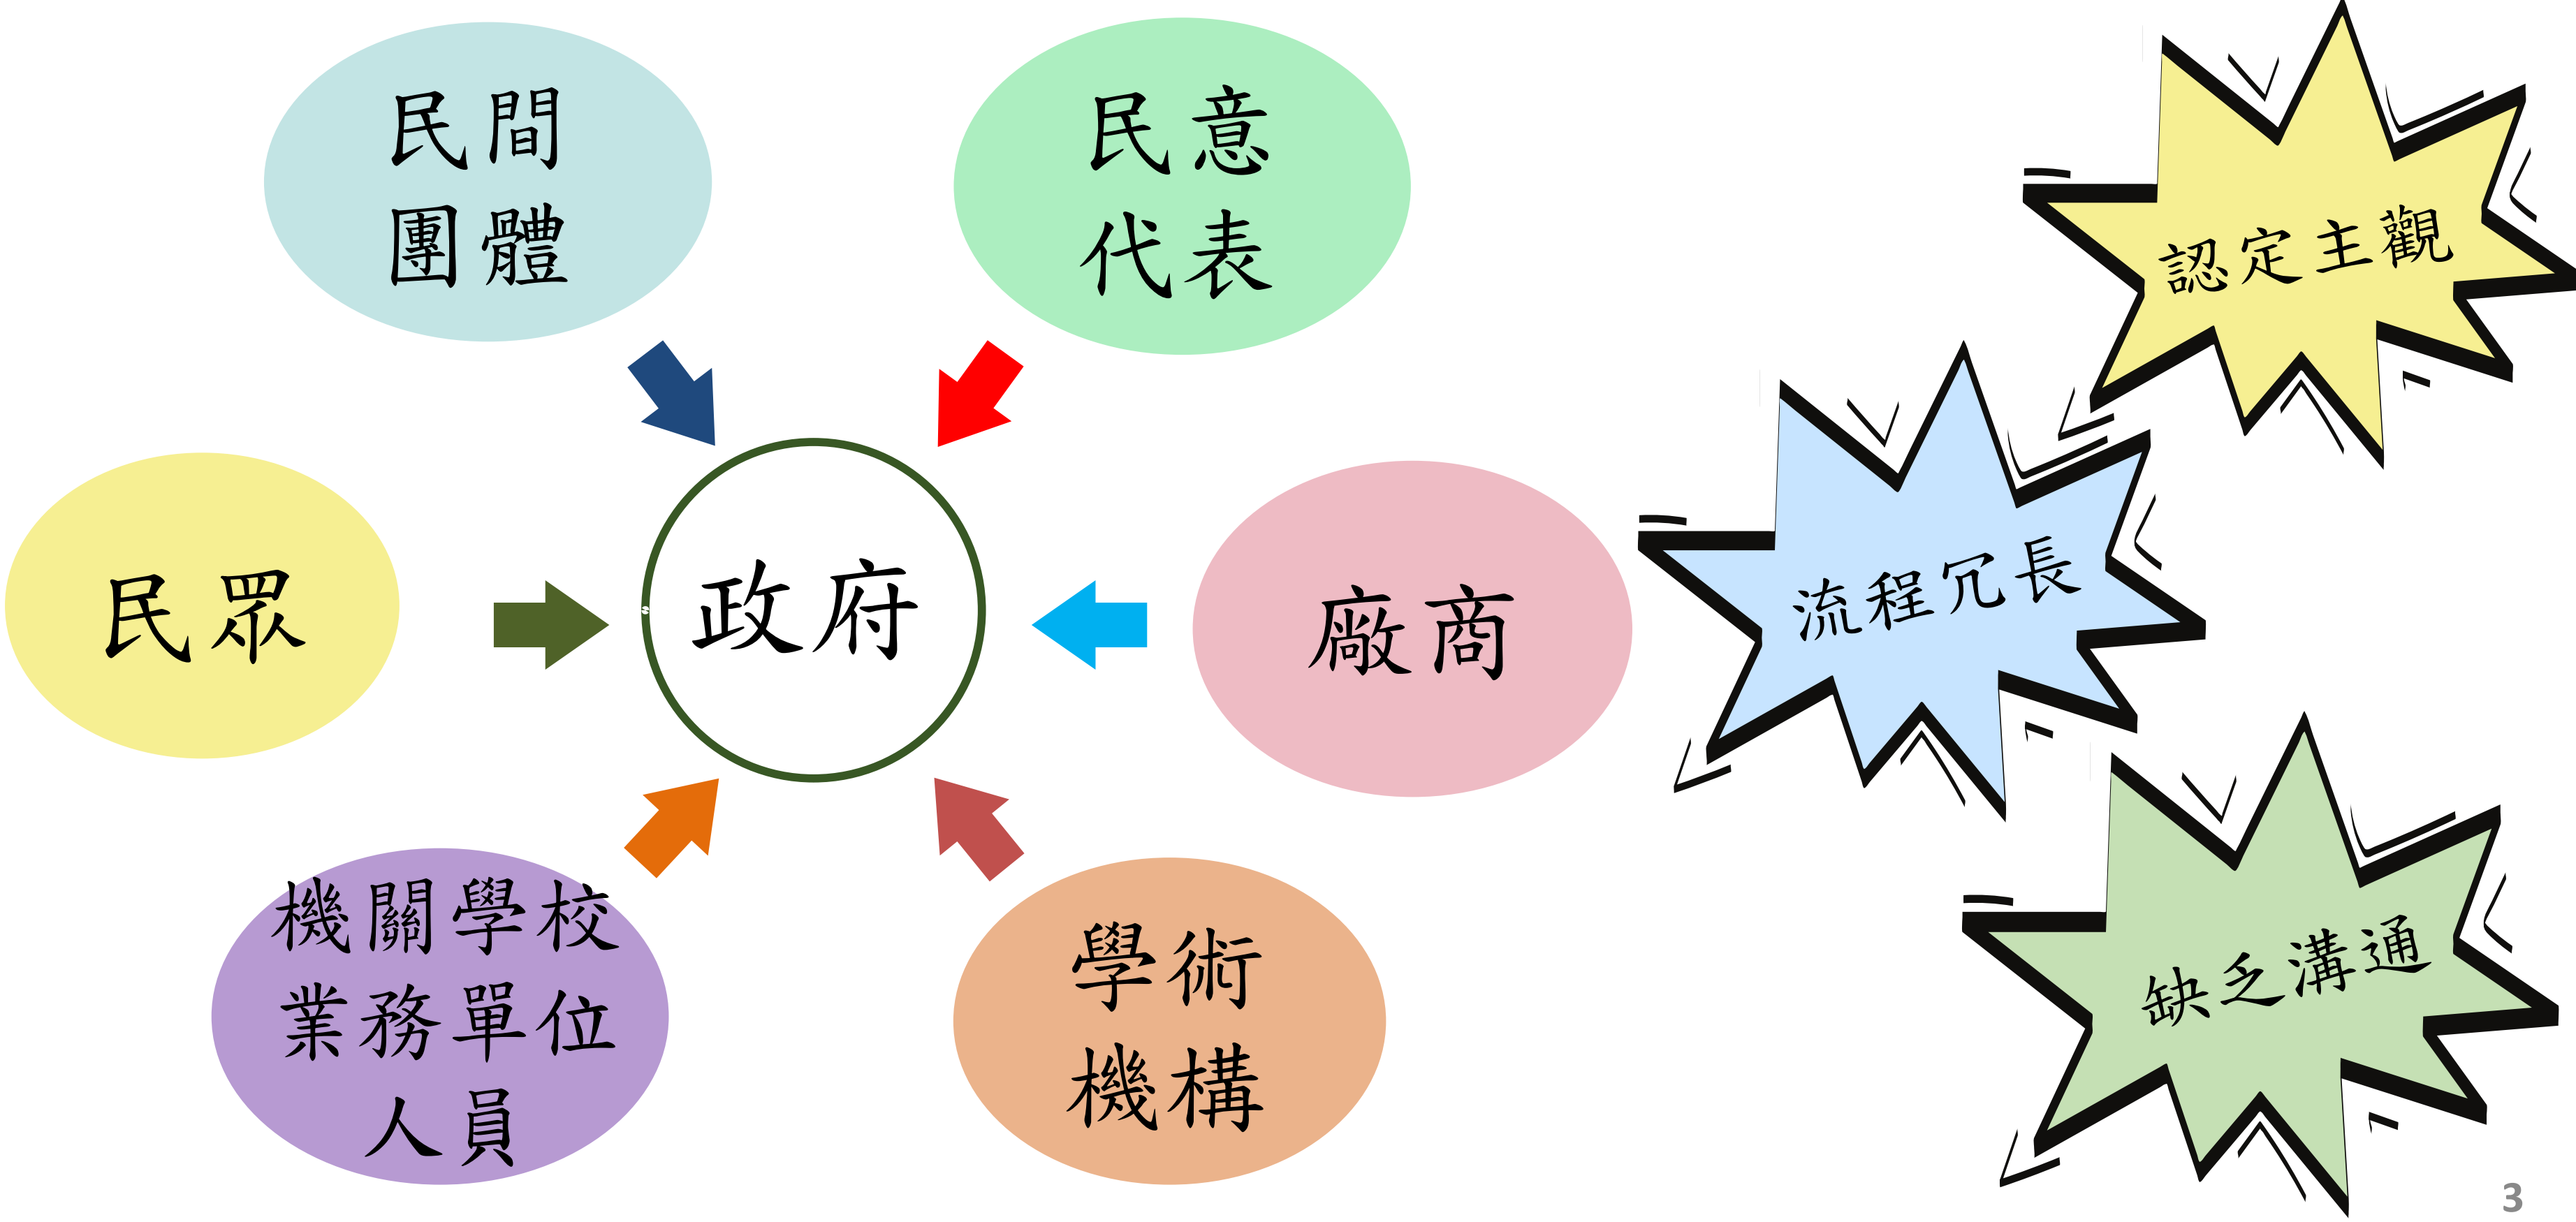 民間
團體
民意
代表
民眾
政府
廠商
機關學校
業務單位
人員
學術
機構
認定主觀
流程冗長
缺乏溝通
3